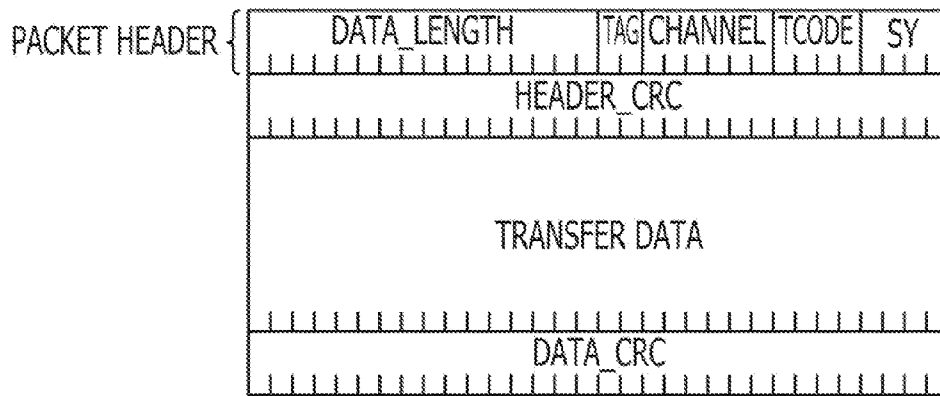 PACKET HEADER { DATA_LENGTH TAG CHANNEL TCODE SY
HEADER_CRC
TRANSFER DATA
DATA_CRC